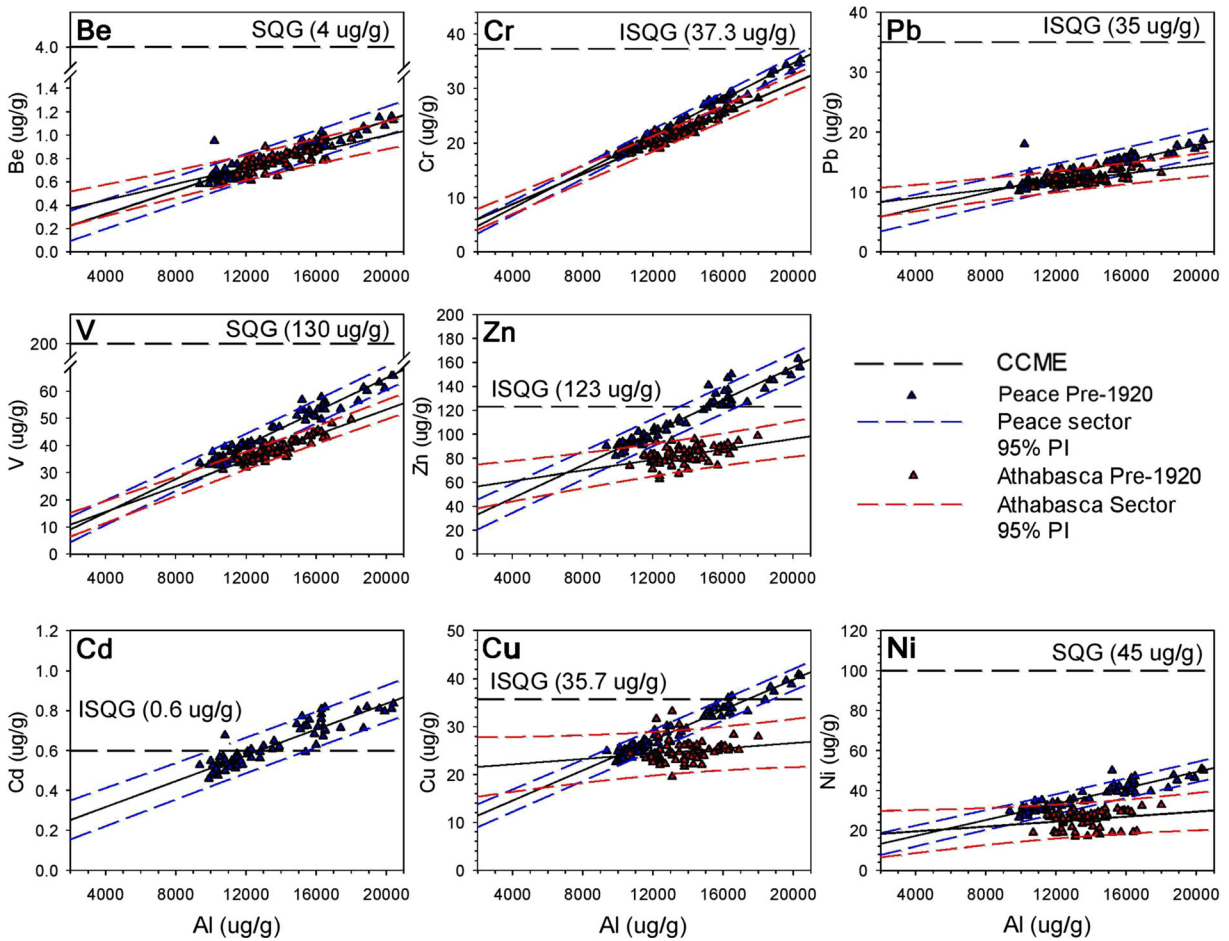 Be
SQG (4 ug/g)
4.0
1.4
1.2
1.0
0.8
0.6
0.4
0.2
0.0
Be (ug/g)
4000 8000 12000 16000 20000
Cr
ISQG (37.3 ug/g)
40
30
20
10
0
Cr (ug/g)
4000 8000 12000 16000 20000
Pb
ISQG (35 ug/g)
40
30
20
10
0
Pb (ug/g)
4000 8000 12000 16000 20000
V
SQG (130 ug/g)
200
60
50
40
30
20
10
0
V (ug/g)
4000 8000 12000 16000 20000
Zn
ISQG (123 ug/g)
200
180
160
140
120
100
80
60
40
20
0
Zn (ug/g)
4000 8000 12000 16000 20000
CCME
Peace Pre-1920
Peace sector
95% PI
Athabasca Pre-1920
Athabasca Sector
95% PI
Cd
ISQG (0.6 ug/g)
1.2
1.0
0.8
0.6
0.4
0.2
0.0
Cd (ug/g)
4000 8000 12000 16000 20000
Al (ug/g)
Cu
ISQG (35.7 ug/g)
50
40
30
20
10
0
Cu (ug/g)
4000 8000 12000 16000 20000
Al (ug/g)
Ni
SQG (45 ug/g)
120
100
80
60
40
20
0
Ni (ug/g)
4000 8000 12000 16000 20000
Al (ug/g)